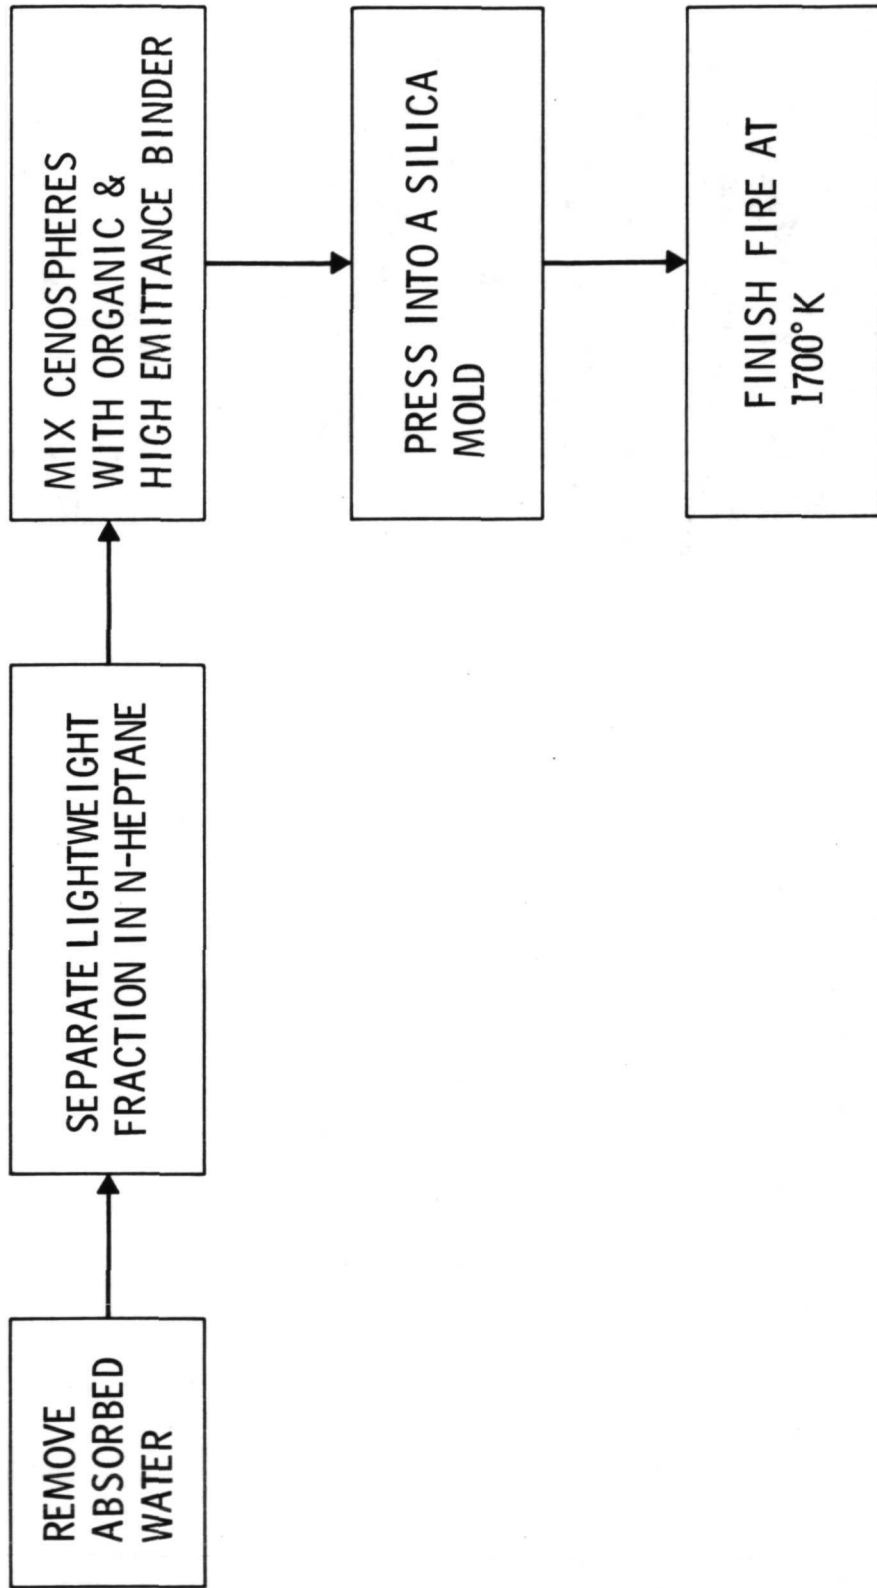 REMOVE
ABSORBED
WATER
SEPARATE LIGHTWEIGHT
FRACTION IN N-HEPTANE
MIX CENOSPHERES
WITH ORGANIC &
HIGH EMITTANCE BINDER
PRESS INTO A SILICA
MOLD
FINISH FIRE AT
1700°K